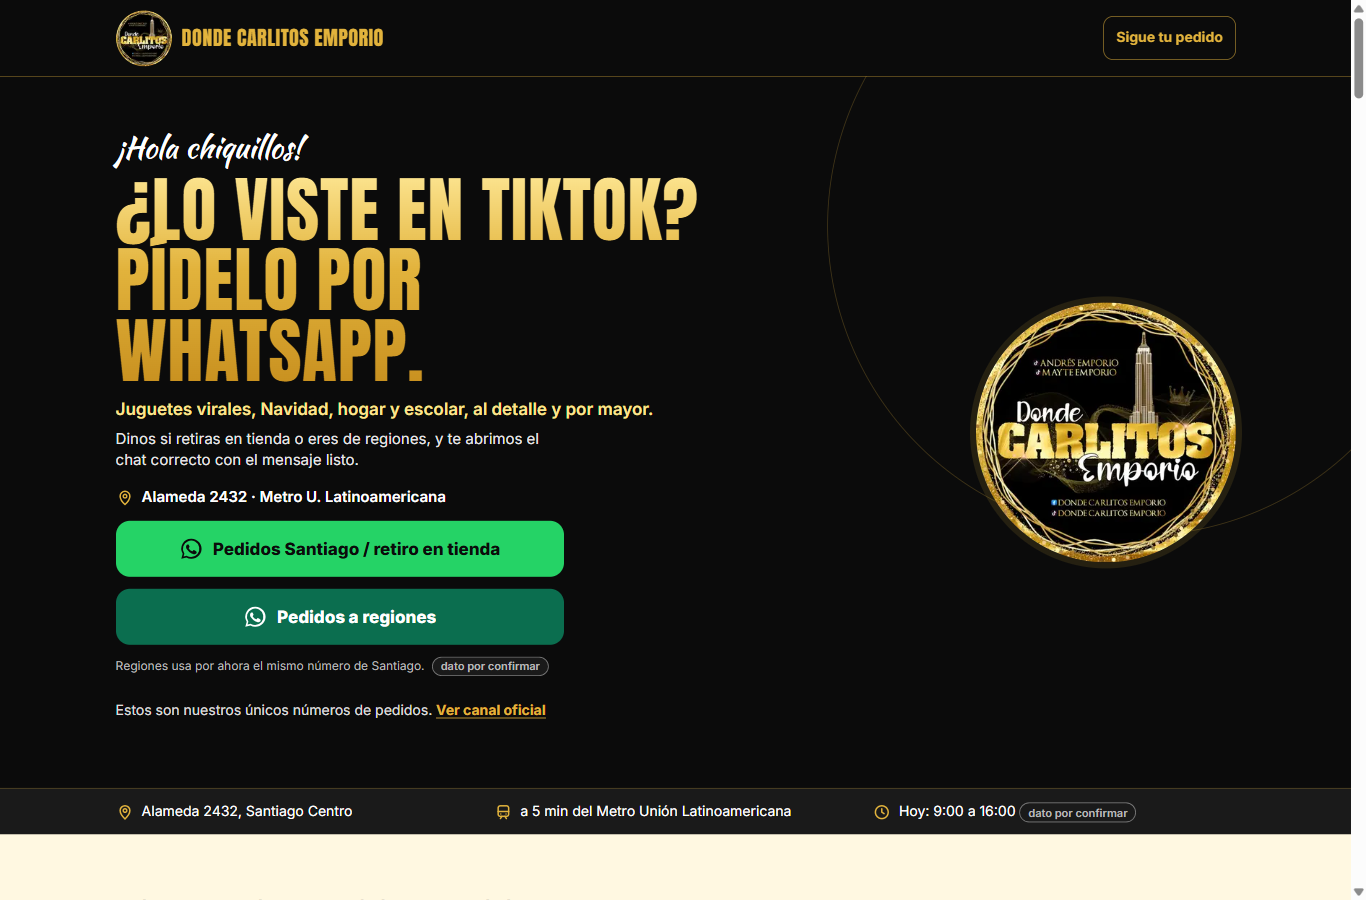 Donde CARLITOS Emporio
DONDE CARLITOS EMPORIO
Sigue tu pedido
¡Hola chiquillos!
¿LO VISTE EN TIKTOK?
PÍDELO POR
WHATSAPP.
Juguetes virales, Navidad, hogar y escolar, al detalle y por mayor.
Dinos si retiras en tienda o eres de regiones, y te abrimos el
chat correcto con el mensaje listo.
Alameda 2432 · Metro U. Latinoamericana
Pedidos Santiago / retiro en tienda
Pedidos a regiones
Regiones usa por ahora el mismo número de Santiago. dato por confirmar
Estos son nuestros únicos números de pedidos. Ver canal oficial
ANDRÉS EMPORIO
MAYTE EMPORIO
Donde
CARLITOS
Emporio
DONDE CARLITOS EMPORIO
DONDE CARLITOS EMPORIO
Alameda 2432, Santiago Centro
a 5 min del Metro Unión Latinoamericana
Hoy: 9:00 a 16:00 dato por confirmar